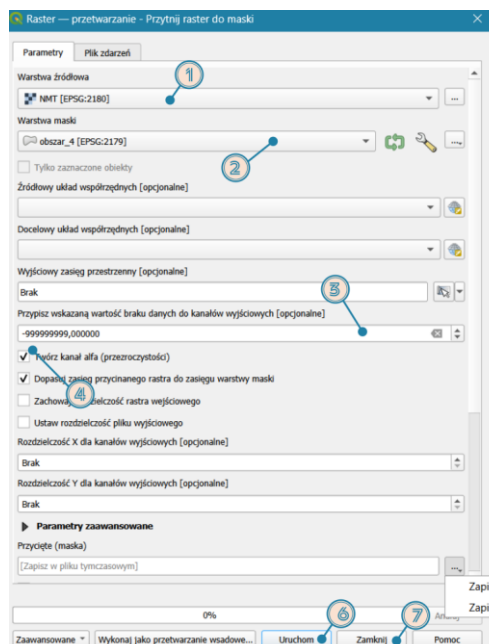 Raster — przetwarzanie - Przytnij raster do maski
Parametry Plik zdarzeń
1
Warstwa źródłowa
NMT [EPSG:2180]
Warstwa maski
obszar_4 [EPSG:2179]
2
Tylko zaznaczone obiekty
Źródłowy układ współrzędnych [opcjonalne]
Docelowy układ współrzędnych [opcjonalne]
Wyjściowy zasięg przestrzenny [opcjonalne]
Brak
3
Przypisz wskazaną wartość braku danych do kanałów wyjściowych [opcjonalne]
-999999999,000000
Twórz kanał alfa (przezroczystości)
Dopasuj zasięg przycinanego rastra do zasięgu warstwy maski
4
Zachowaj rozdzielczość rastra wejściowego
Ustaw rozdzielczość pliku wyjściowego
Rozdzielczość X dla kanałów wyjściowych [opcjonalne]
Brak
Rozdzielczość Y dla kanałów wyjściowych [opcjonalne]
Brak
Parametry zaawansowane
Przycięte (maska)
[Zapisz w pliku tymczasowym]
Zapi
Zapi
0%
6 7
Zaawansowane Wykonaj jako przetwarzanie wsadowe... Uruchom Zamknij Pomoc